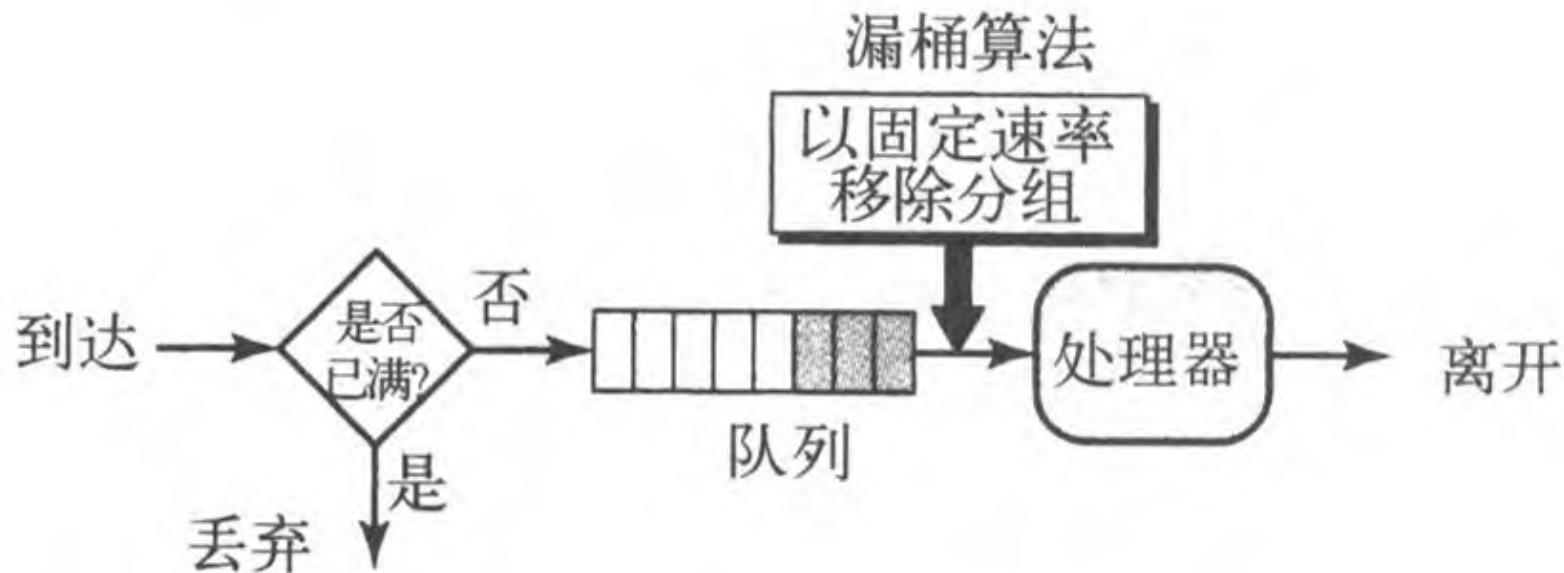 漏桶算法
以固定速率
移除分组
到达
是否
已满?
否
是
丢弃
队列
处理器
离开